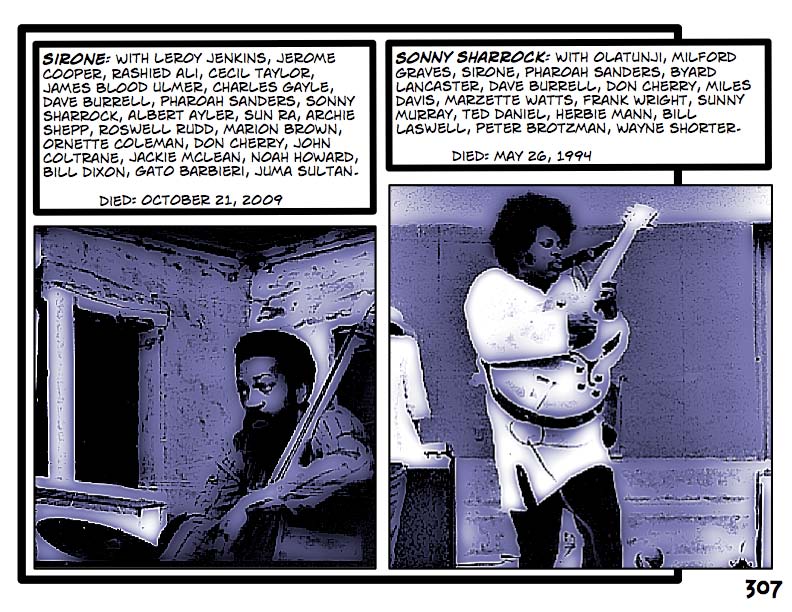 SIRONE: WITH LEROY JENKINS, JEROME
COOPER, RASHIED ALI, CECIL TAYLOR,
JAMES BLOOD ULMER, CHARLES GAYLE,
DAVE BURRELL, PHAROAH SANDERS, SONNY
SHARROCK, ALBERT AYLER, SUN RA, ARCHIE
SHEPP, ROSWELL RUDD, MARION BROWN,
ORNETTE COLEMAN, DON CHERRY, JOHN
COLTRANE, JACKIE MCLEAN, NOAH HOWARD,
BILL DIXON, GATO BARBIERI, JUMA SULTAN.
DIED: OCTOBER 21, 2009
SONNY SHARROCK: WITH OLATUNJI, MILFORD
GRAVES, SIRONE, PHAROAH SANDERS, BYARD
LANCASTER, DAVE BURRELL, DON CHERRY, MILES
DAVIS, MARZETTE WATTS, FRANK WRIGHT, SUNNY
MURRAY, TED DANIEL, HERBIE MANN, BILL
LASWELL, PETER BROTZMAN, WAYNE SHORTER.
DIED: MAY 26, 1994
307